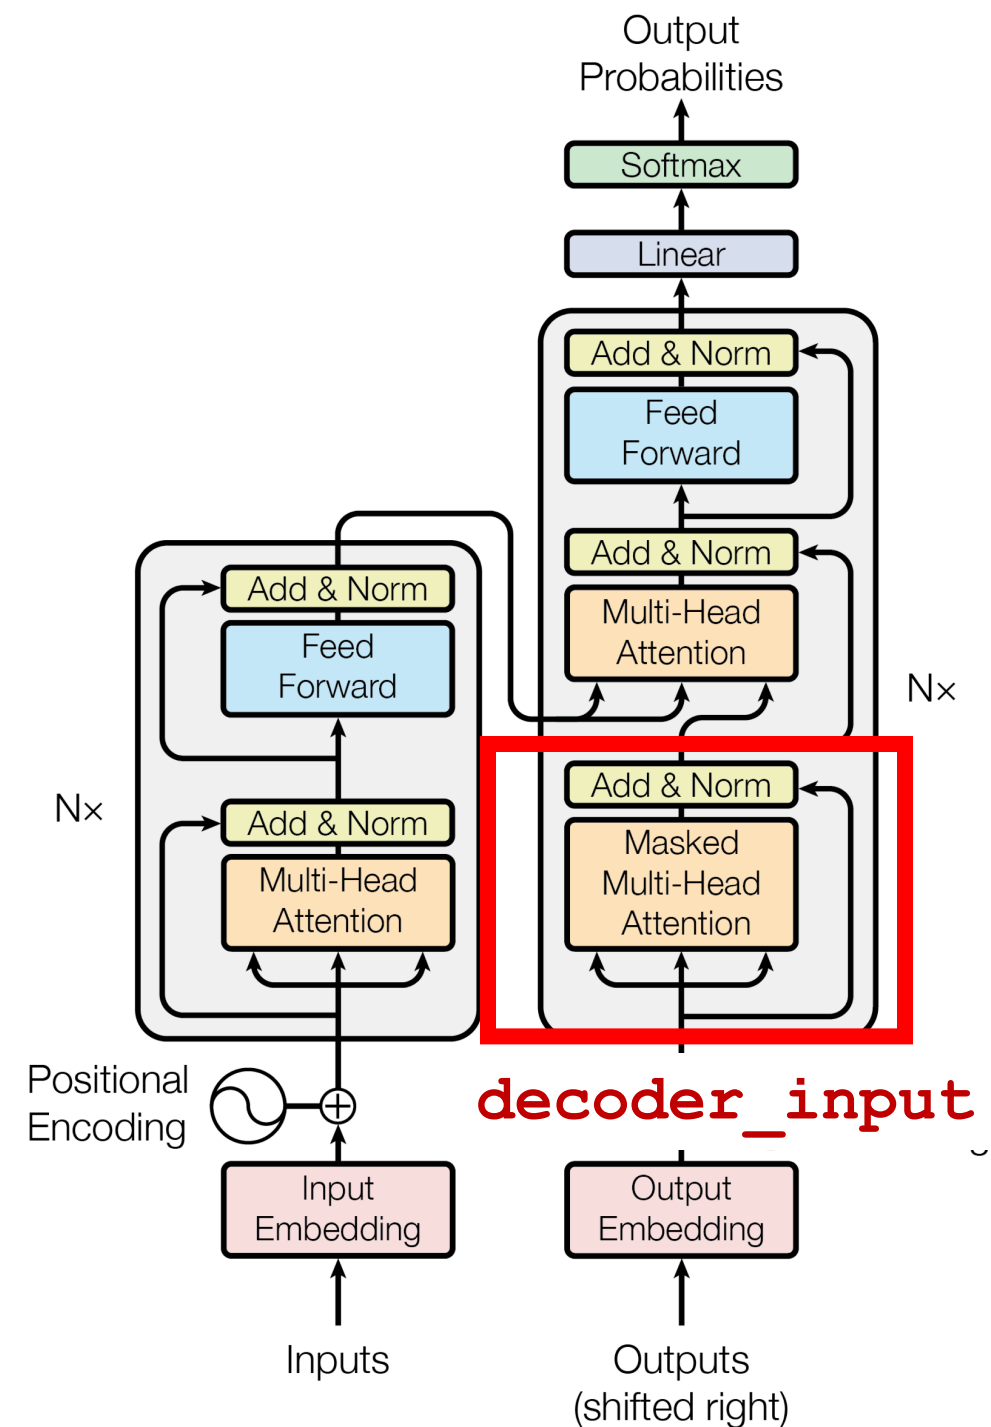 Output
Probabilities
Softmax
Linear
Add & Norm
Feed
Forward
Add & Norm
Multi-Head
Attention
N×
Add & Norm
Masked
Multi-Head
Attention
Add & Norm
Feed
Forward
N×
Add & Norm
Multi-Head
Attention
Positional
Encoding
decoder_input
Input
Embedding
Output
Embedding
Inputs
Outputs
(shifted right)